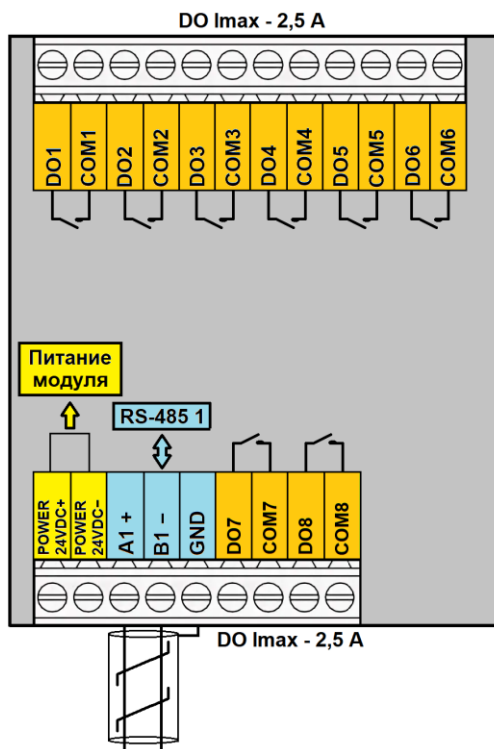 DO Imax - 2,5 A
DO1
COM1
DO2
COM2
DO3
COM3
DO4
COM4
DO5
COM5
DO6
COM6
Питание
модуля
RS-485 1
POWER
24VDC+
POWER
24VDC−
A1 +
B1 −
GND
DO7
COM7
DO8
COM8
DO Imax - 2,5 A